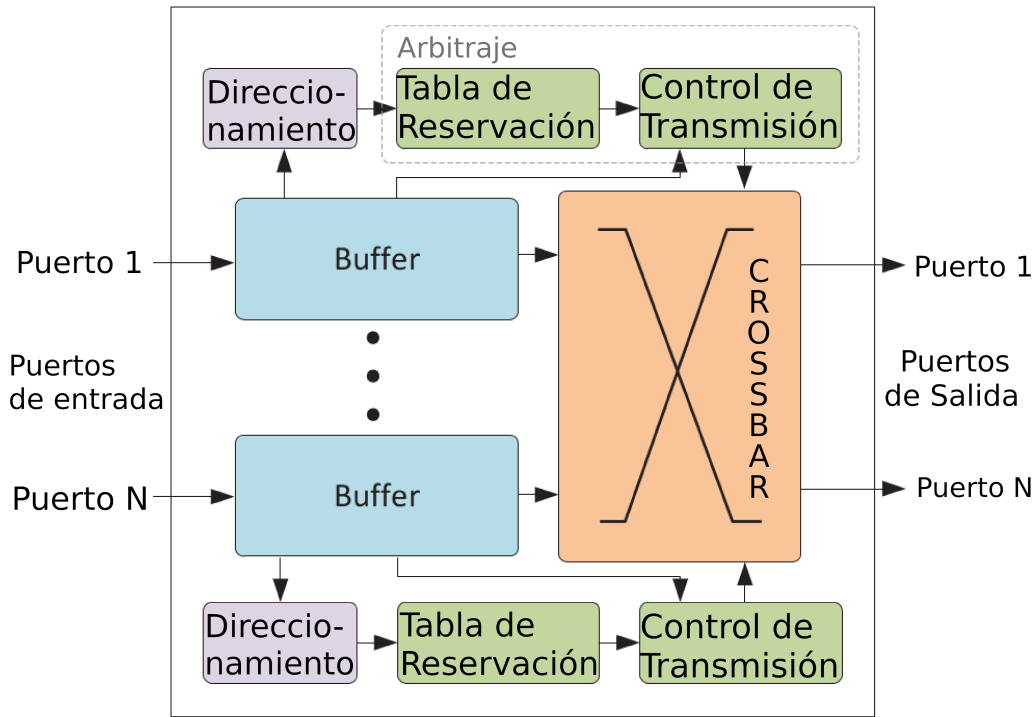 Arbitraje
Direccio-
namiento
Tabla de
Reservación
Control de
Transmisión
Puerto 1
Buffer
CROSSBAR
Puerto 1
Puertos
de entrada
Puertos
de Salida
Puerto N
Buffer
Puerto N
Direccio-
namiento
Tabla de
Reservación
Control de
Transmisión